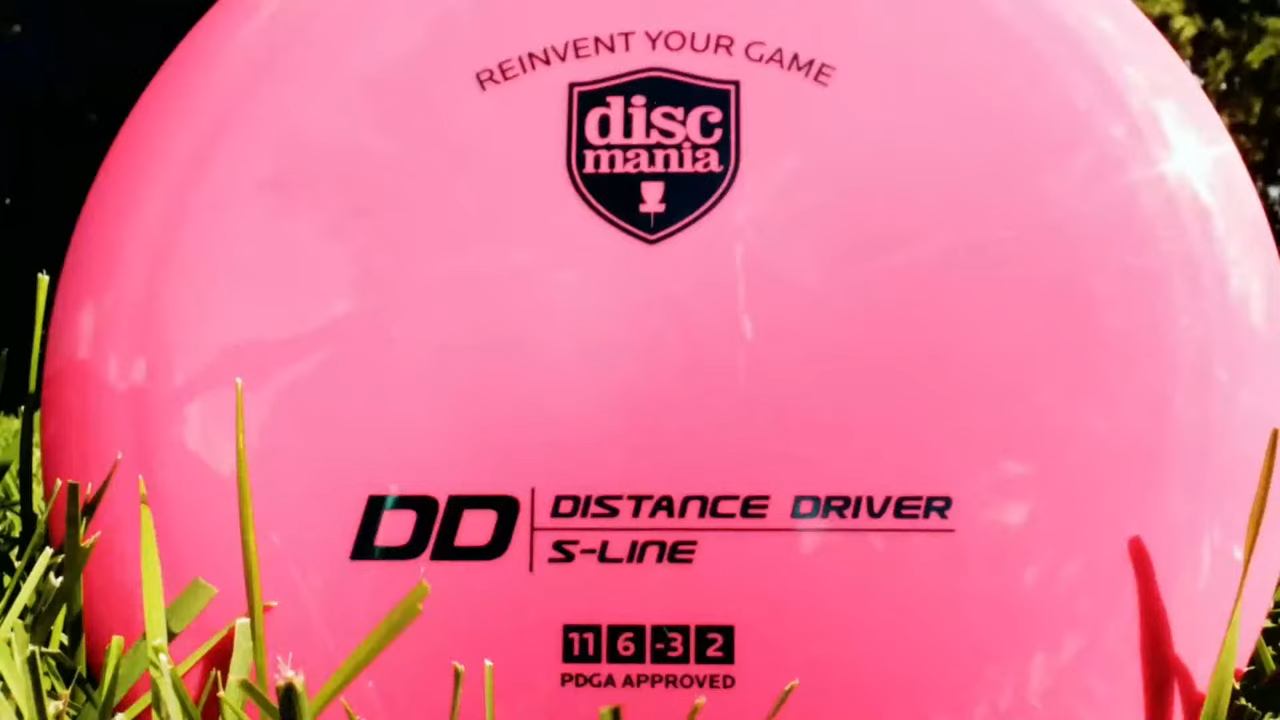 REINVENT YOUR GAME
disc
mania
DD DISTANCE DRIVER
S-LINE
11 6 -3 2
PDGA APPROVED